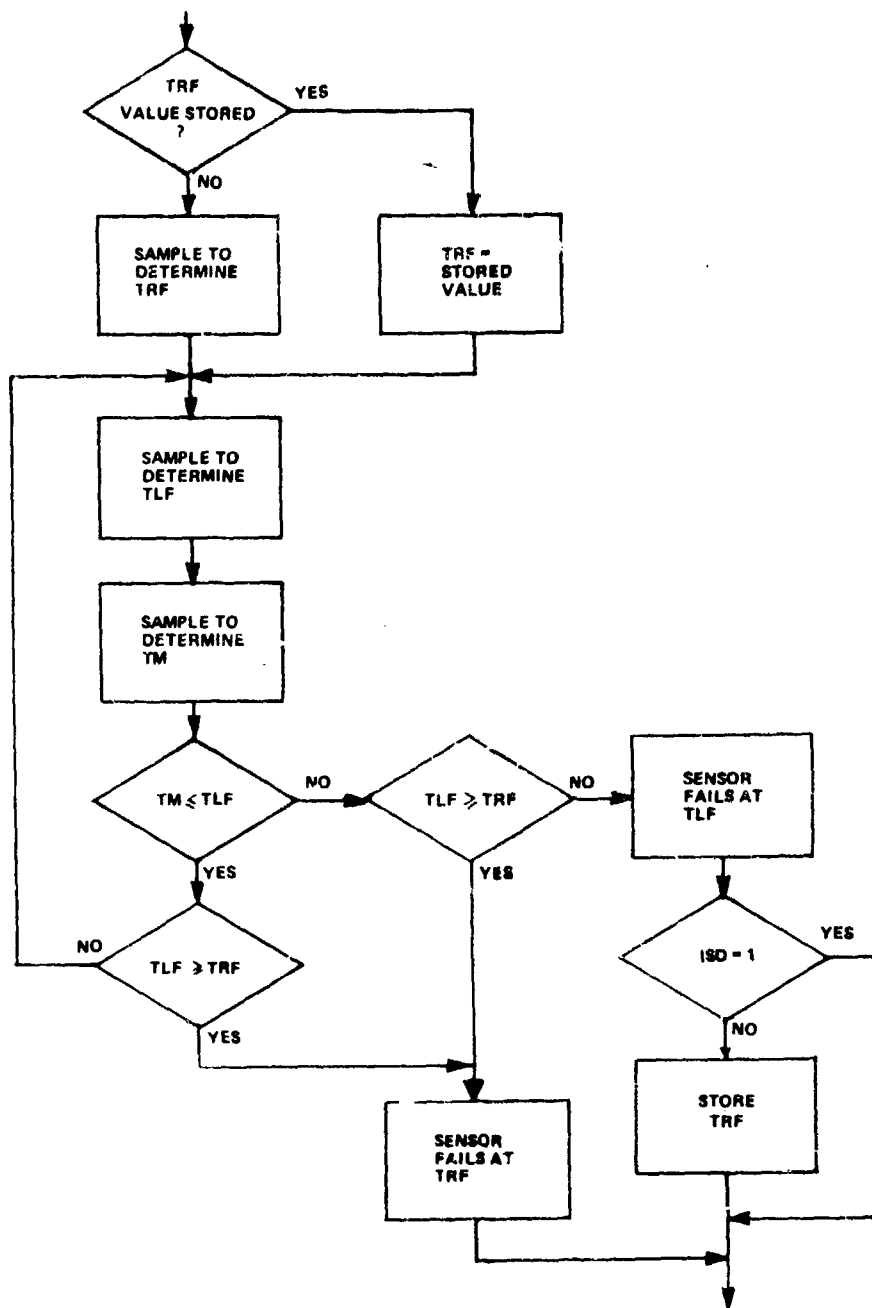 TRF
VALUE STORED
?
YES
NO
SAMPLE TO
DETERMINE
TRF
TRF =
STORED
VALUE
SAMPLE TO
DETERMINE
TLF
SAMPLE TO
DETERMINE
TM
TM ≤ TLF
NO
YES
TLF ≥ TRF
NO
YES
SENSOR
FAILS AT
TLF
TLF ≥ TRF
NO
YES
ISD = 1
YES
NO
SENSOR
FAILS AT
TRF
STORE
TRF